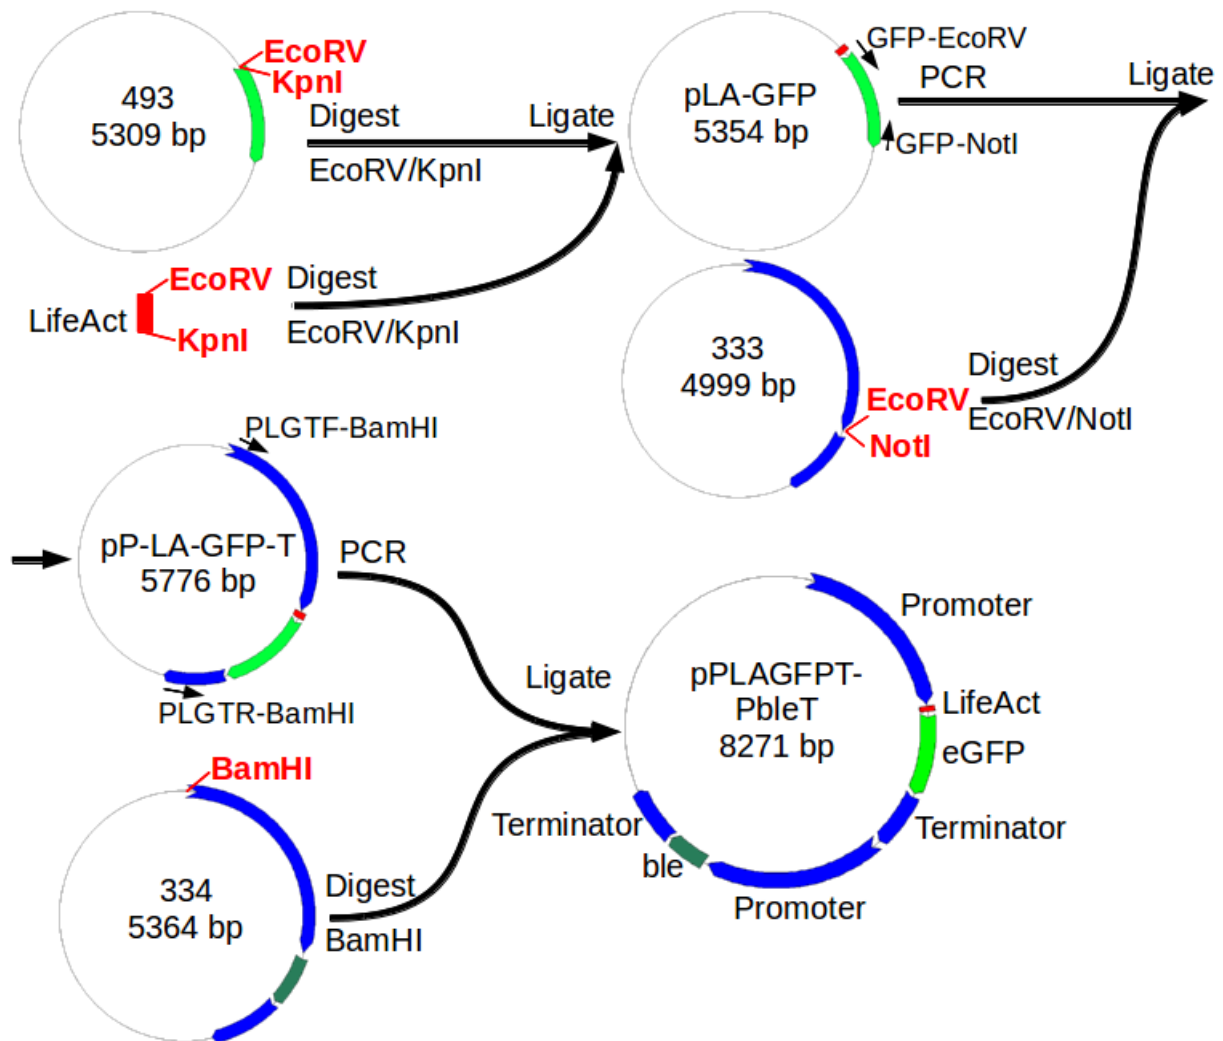 EcoRV
KpnI
493
5309 bp
Digest
Ligate
EcoRV/KpnI
EcoRV
LifeAct
KpnI
Digest
EcoRV/KpnI
GFP-EcoRV
pLA-GFP
5354 bp
PCR
Ligate
GFP-NotI
333
4999 bp
EcoRV
NotI
Digest
EcoRV/NotI
PLGTF-BamHI
pP-LA-GFP-T
5776 bp
PCR
PLGTR-BamHI
Ligate
BamHI
334
5364 bp
Digest
BamHI
pPLAGFPT-
PbleT
8271 bp
Promoter
LifeAct
eGFP
Terminator
Terminator
ble
Promoter